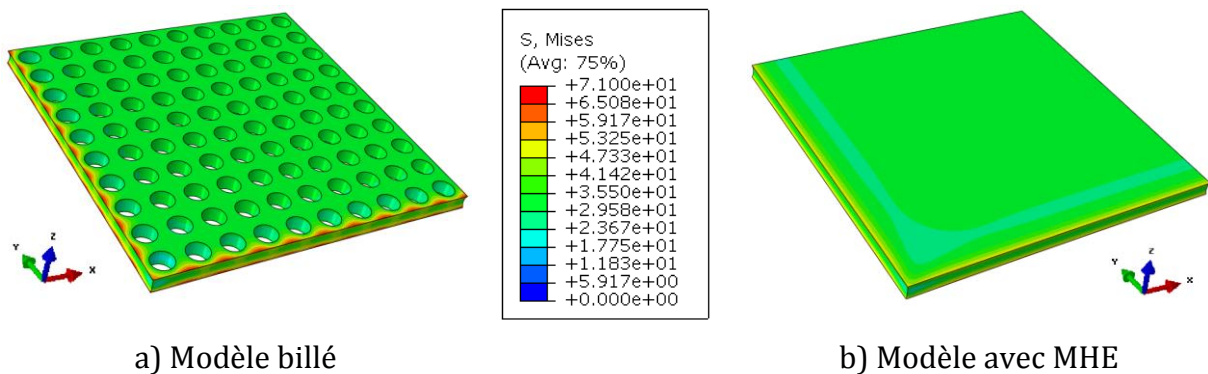 S, Mises
(Avg: 75%)
+7.100e+01
+6.508e+01
+5.917e+01
+5.325e+01
+4.733e+01
+4.142e+01
+3.550e+01
+2.958e+01
+2.367e+01
+1.775e+01
+1.183e+01
+5.917e+00
+0.000e+00
Y
Z
X
Y
Z
X
a) Modèle billé
b) Modèle avec MHE